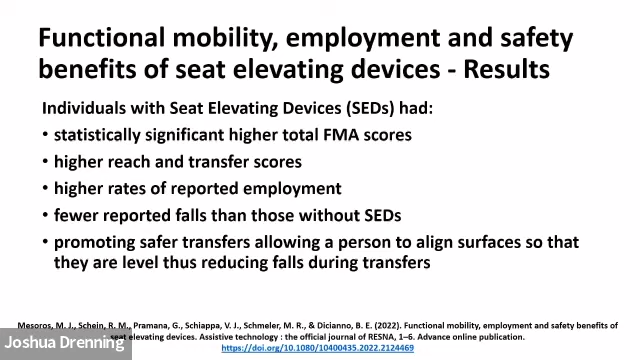 Functional mobility, employment and safety
benefits of seat elevating devices - Results
Individuals with Seat Elevating Devices (SEDs) had:
• statistically significant higher total FMA scores
• higher reach and transfer scores
• higher rates of reported employment
• fewer reported falls than those without SEDs
• promoting safer transfers allowing a person to align surfaces so that
they are level thus reducing falls during transfers
Mesoros, M. J., Schein, R. M., Pramana, G., Schiappa, V. J., Schmeler, M. R., & Dicianno, B. E. (2022). Functional mobility, employment and safety benefits of
seat elevating devices. Assistive technology : the official journal of RESNA, 1–6. Advance online publication.
https://doi.org/10.1080/10400435.2022.2124469
Joshua Drenning